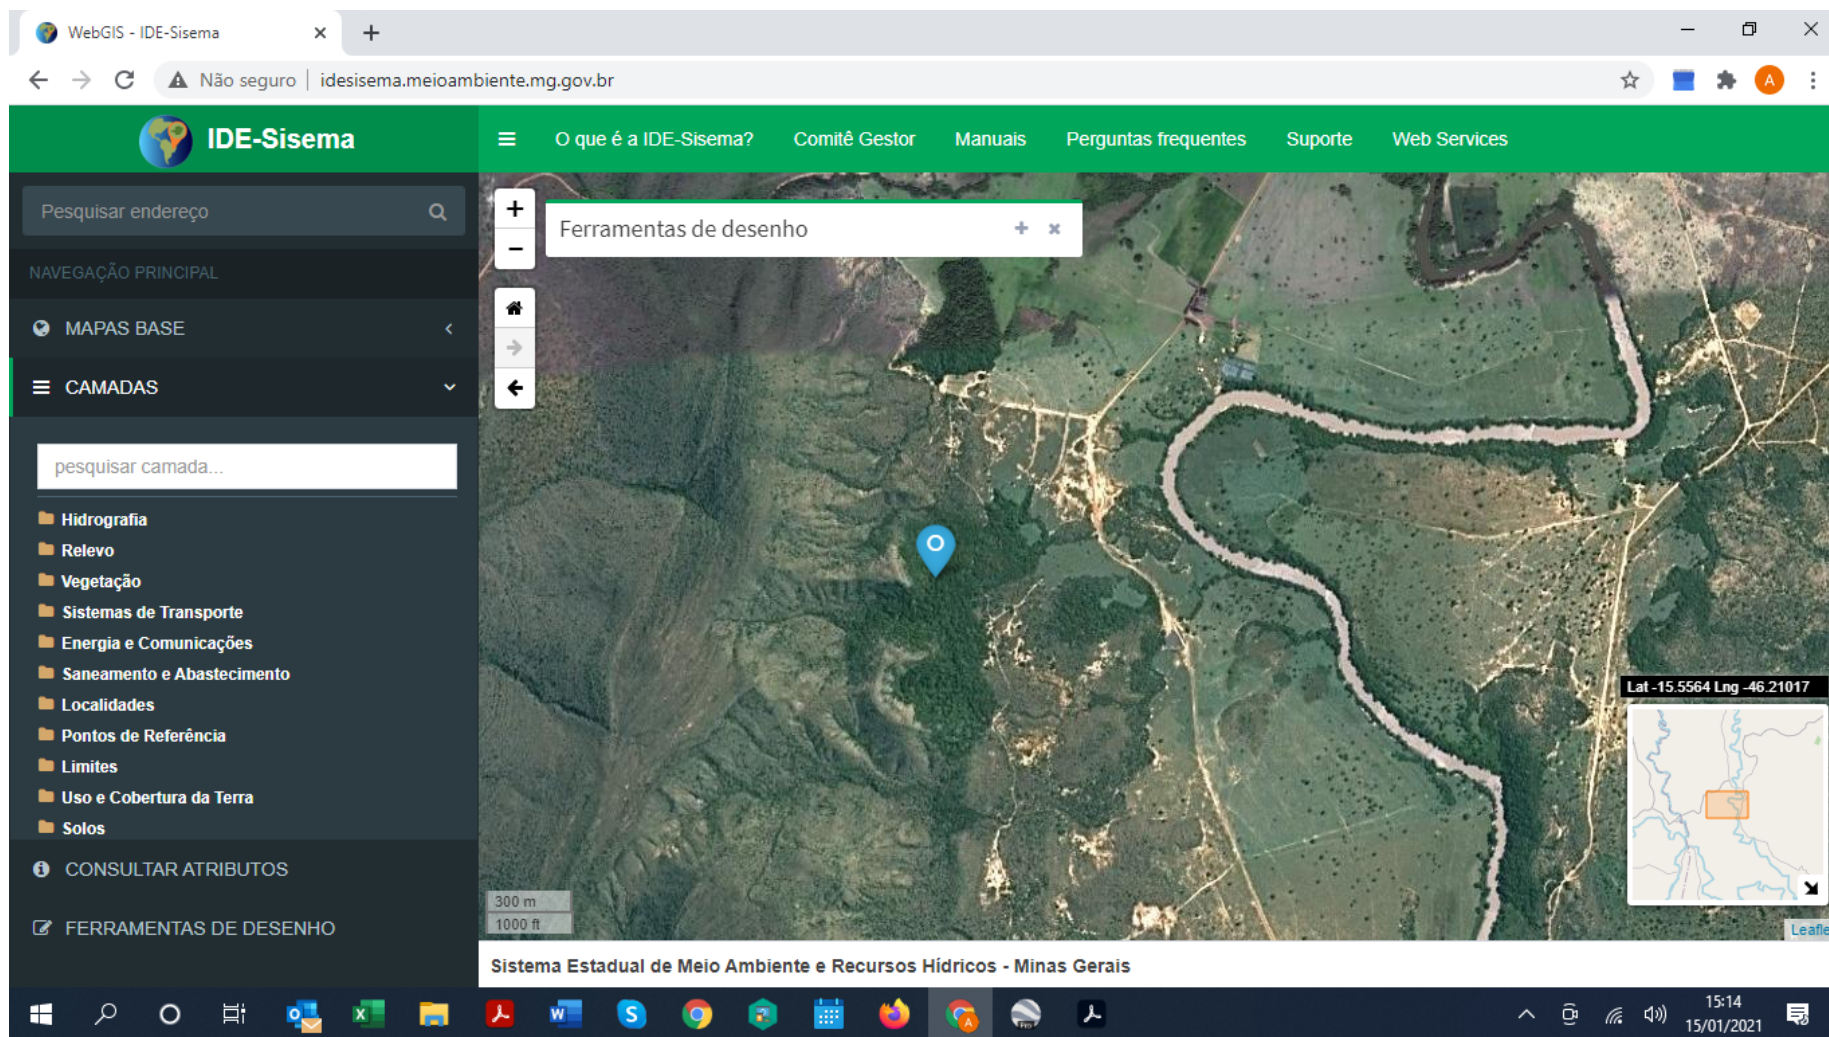 WebGIS - IDE-Sisema
Não seguro | idesisema.meioambiente.mg.gov.br
A
IDE-Sisema
O que é a IDE-Sisema? Comitê Gestor Manuais Perguntas frequentes Suporte Web Services
Pesquisar endereço
NAVEGAÇÃO PRINCIPAL
MAPAS BASE
CAMADAS
pesquisar camada...
Hidrografia
Relevo
Vegetação
Sistemas de Transporte
Energia e Comunicações
Saneamento e Abastecimento
Localidades
Pontos de Referência
Limites
Uso e Cobertura da Terra
Solos
CONSULTAR ATRIBUTOS
FERRAMENTAS DE DESENHO
Ferramentas de desenho
Lat -15.5564 Lng -46.21017
300 m
1000 ft
Leafle
Sistema Estadual de Meio Ambiente e Recursos Hídricos - Minas Gerais
15:14
15/01/2021